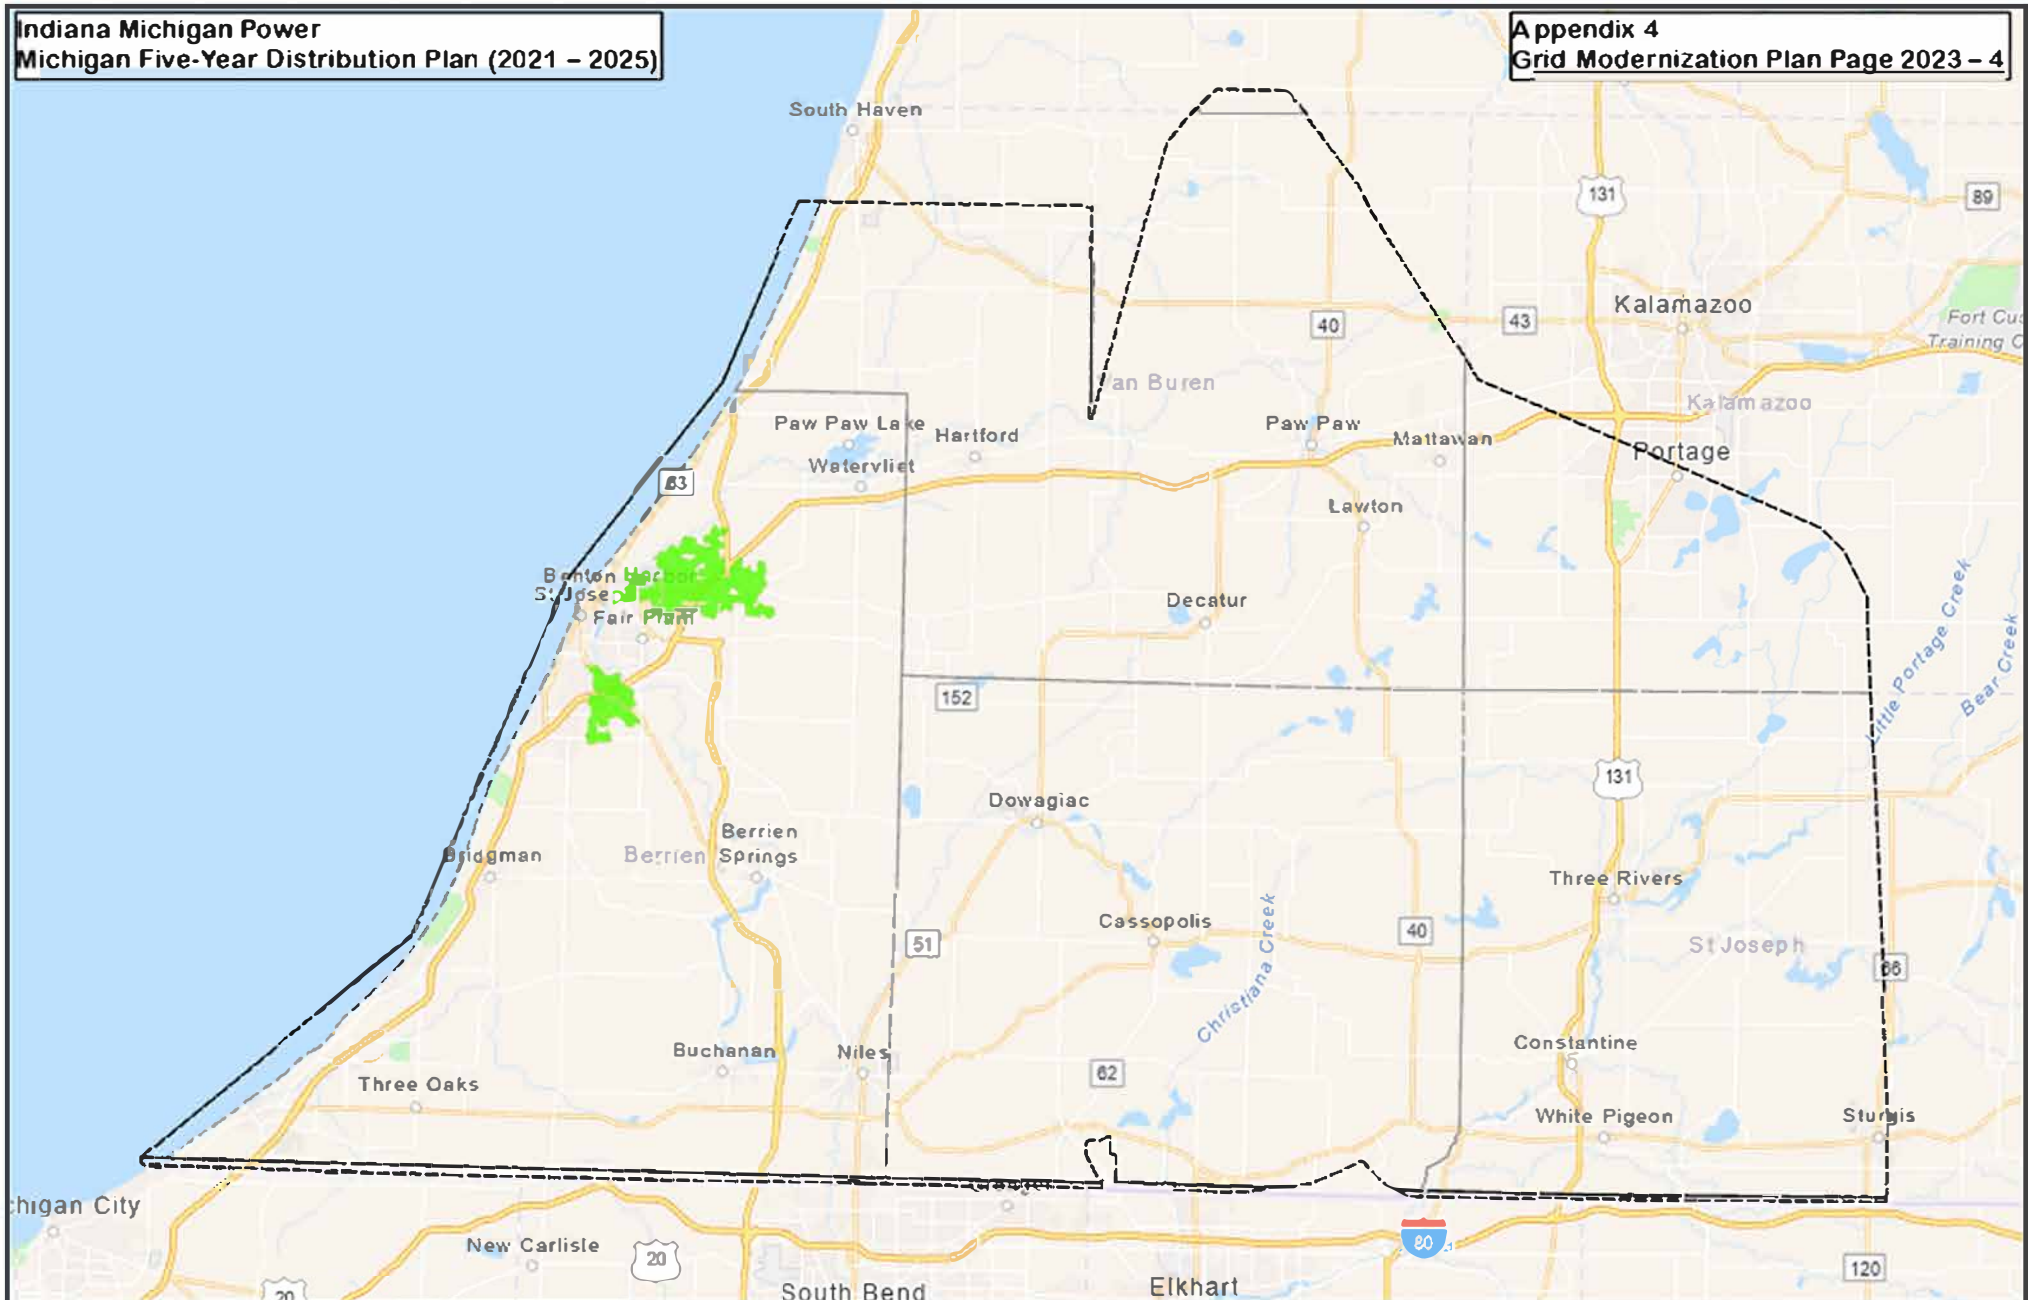 Indiana Michigan Power
Michigan Five-Year Distribution Plan (2021 – 2025)
Appendix 4
Grid Modernization Plan Page 2023 – 4
South Haven
131
89
Kalamazoo
40
43
Fort Cus
Training C
an Buren
Kalamazoo
Paw Paw Lake
Hartford
Paw Paw
Mattawan
Portage
Watervliet
63
Lawton
Benton Harbor
St Josep
Fair Plain
Decatur
Little Portage Creek
Bear Creek
152
131
Dowagiac
Berrien
Springs
Bridgman
Berrien
Three Rivers
Cassopolis
Christiana Creek
51
40
St Joseph
66
Buchanan
Niles
Constantine
Three Oaks
62
White Pigeon
Sturgis
chigan City
New Carlisle
20
80
120
20
South Bend
Elkhart